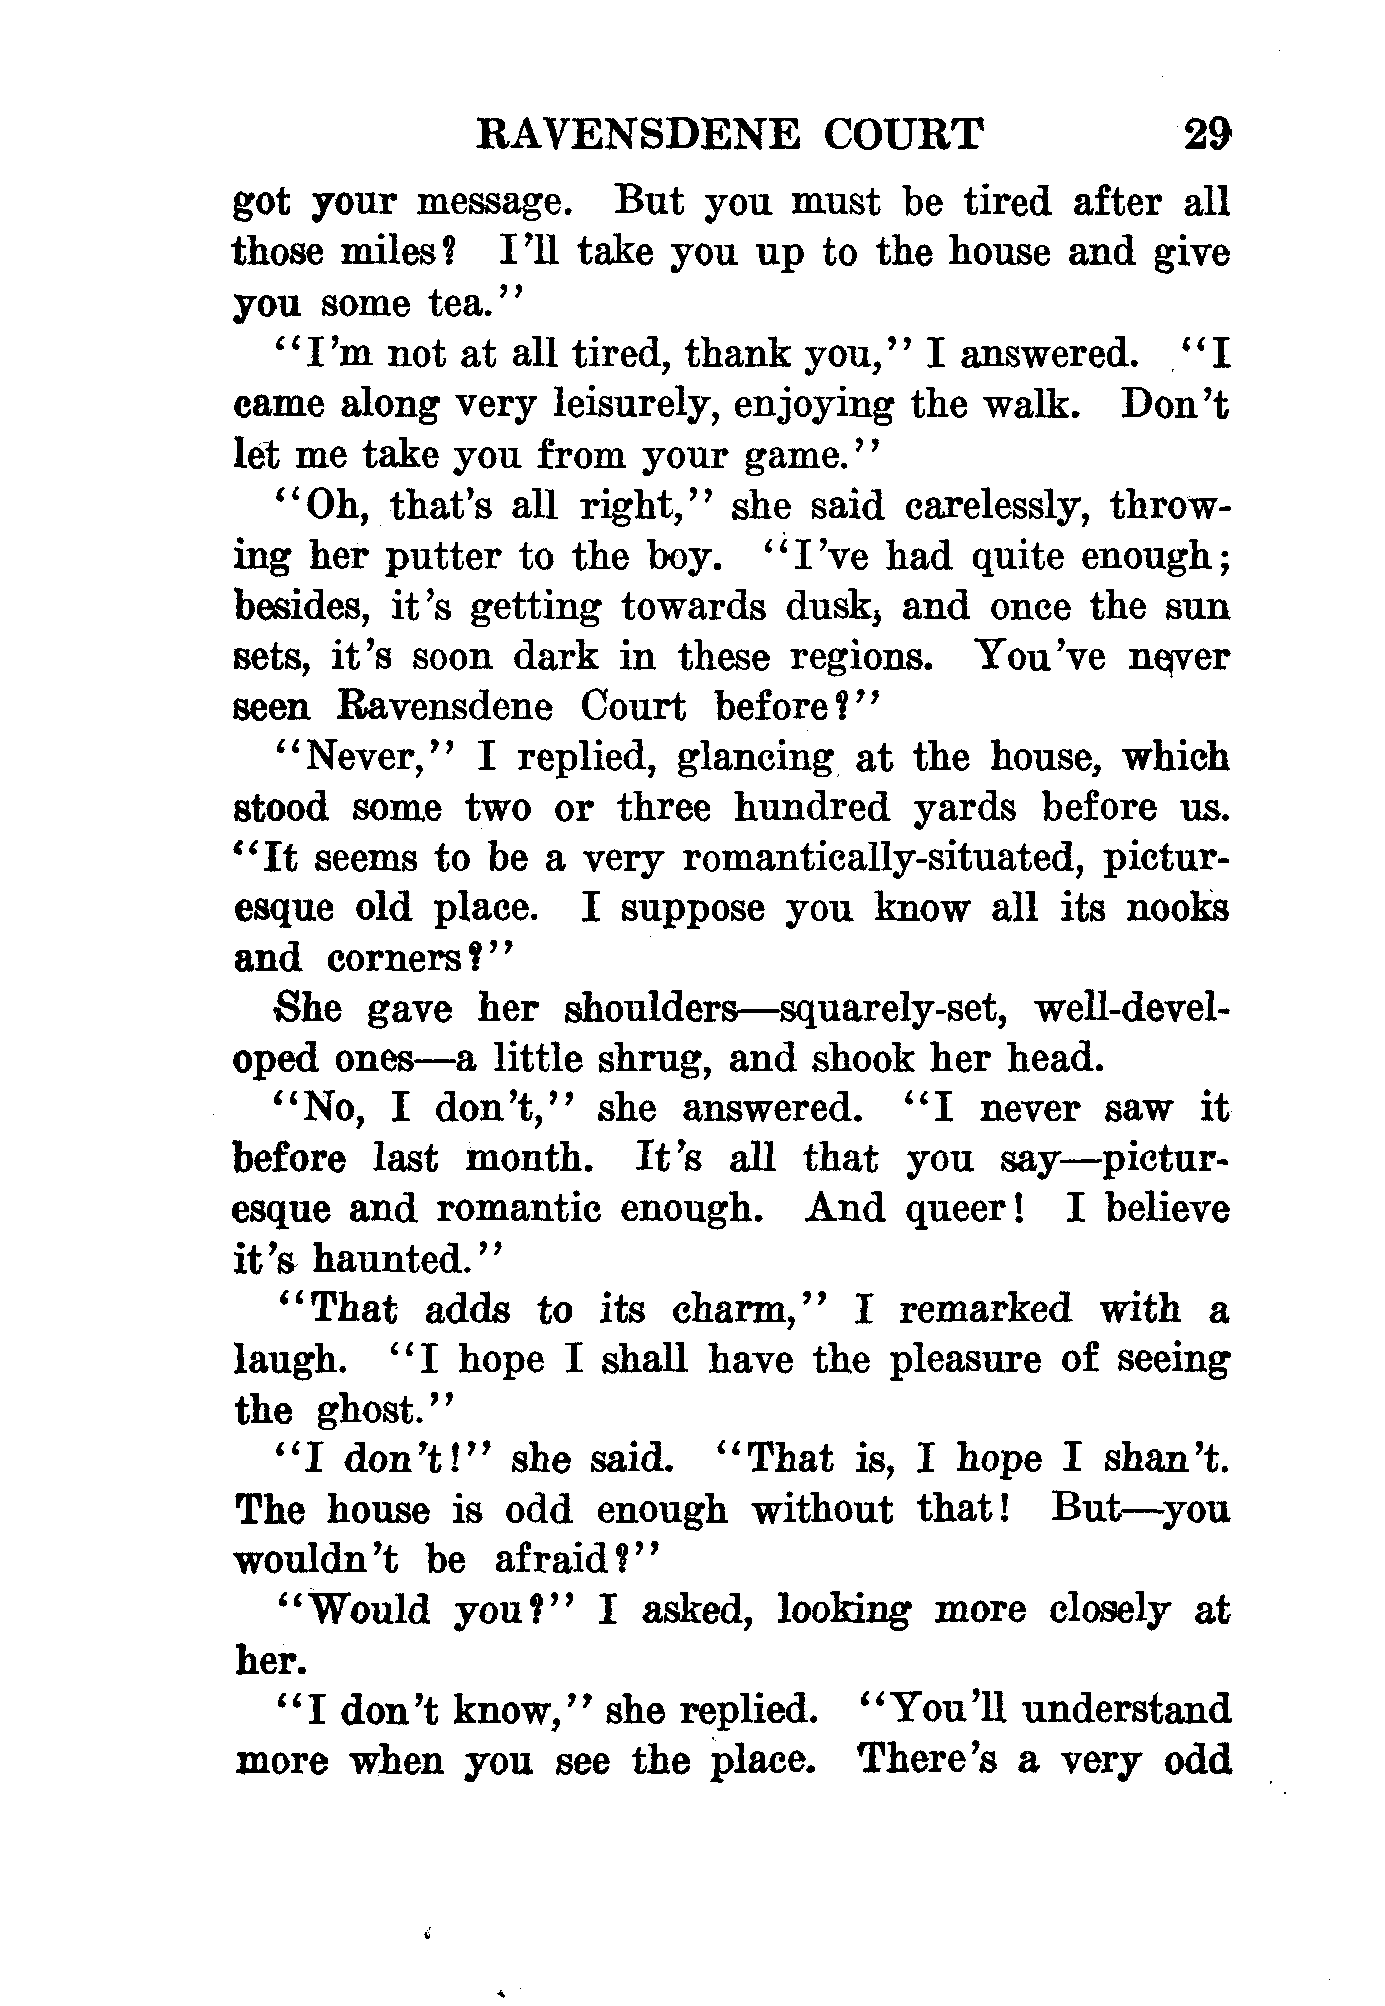 RAVENSDENE COURT 29
got your message. But you must be tired after all
those miles? I'll take you up to the house and give
you some tea."
"I'm not at all tired, thank you," I answered. "I
came along very leisurely, enjoying the walk. Don't
let me take you from your game."
"Oh, that's all right," she said carelessly, throw-
ing her putter to the boy. "I've had quite enough;
besides, it's getting towards dusk, and once the sun
sets, it's soon dark in these regions. You've never
seen Ravensdene Court before?"
"Never," I replied, glancing at the house, which
stood some two or three hundred yards before us.
"It seems to be a very romantically-situated, pictur-
esque old place. I suppose you know all its nooks
and corners?"
She gave her shoulders—squarely-set, well-devel-
oped ones—a little shrug, and shook her head.
"No, I don't," she answered. "I never saw it
before last month. It's all that you say—pictur-
esque and romantic enough. And queer! I believe
it's haunted."
"That adds to its charm," I remarked with a
laugh. "I hope I shall have the pleasure of seeing
the ghost."
"I don't!" she said. "That is, I hope I shan't.
The house is odd enough without that! But—you
wouldn't be afraid?"
"Would you?" I asked, looking more closely at
her.
"I don't know," she replied. "You'll understand
more when you see the place. There's a very odd